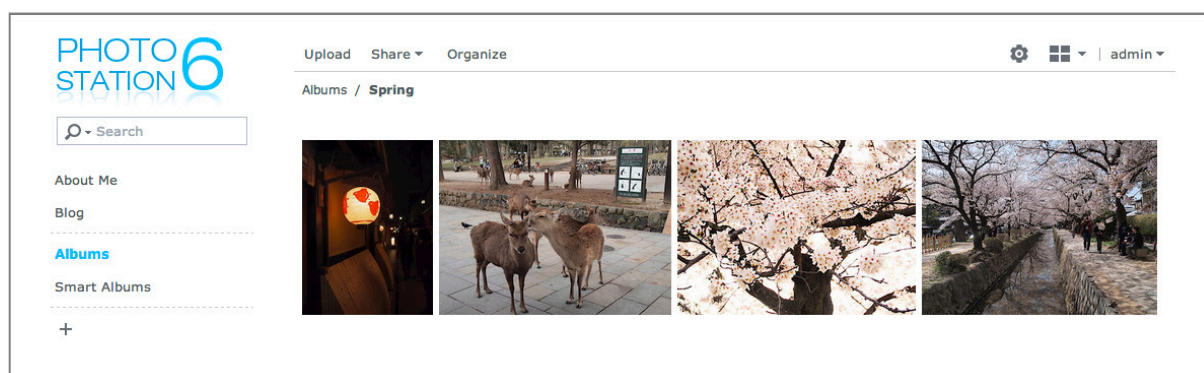 PHOTO
STATION 6
Search
About Me
Blog
Albums
Smart Albums
+
Upload Share Organize
| admin
Albums / Spring